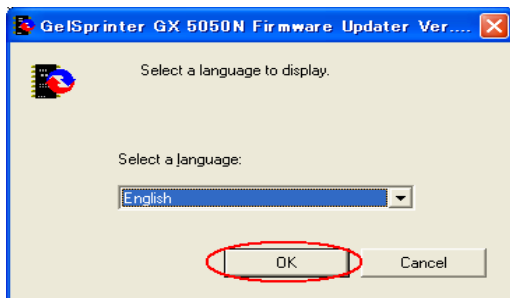 GelSprinter GX 5050N Firmware Updater Ver....
Select a language to display.
Select a language:
English
OK
Cancel